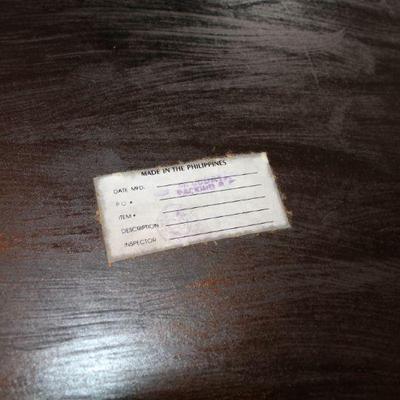 MADE IN THE PHILIPPINES
DATE MFD.
P.O #
ITEM #
DESCRIPTION
INSPECTOR